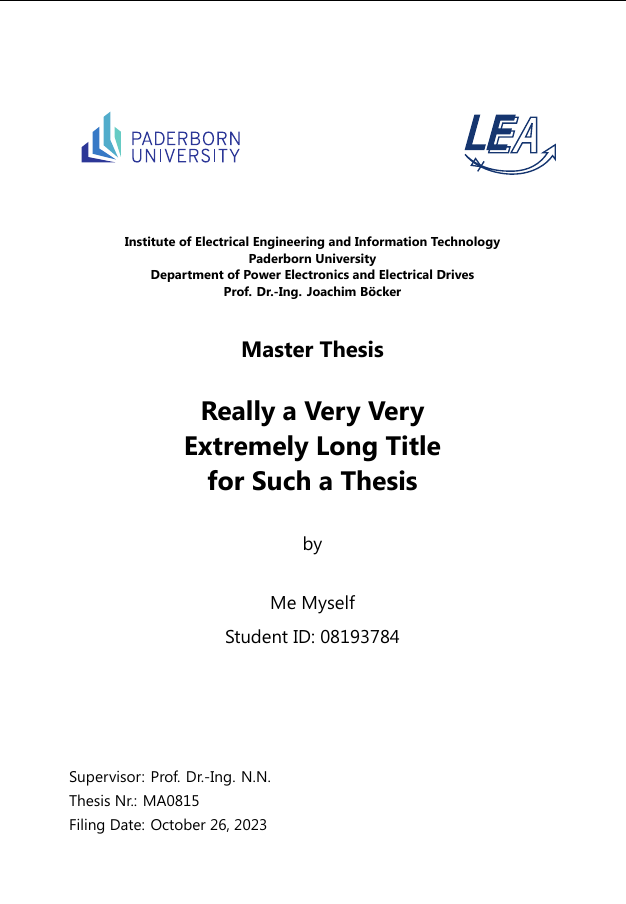 PADERBORN
UNIVERSITY
LEA
Institute of Electrical Engineering and Information Technology
Paderborn University
Department of Power Electronics and Electrical Drives
Prof. Dr.-Ing. Joachim Böcker
Master Thesis
Really a Very Very
Extremely Long Title
for Such a Thesis
by
Me Myself
Student ID: 08193784
Supervisor: Prof. Dr.-Ing. N.N.
Thesis Nr.: MA0815
Filing Date: October 26, 2023